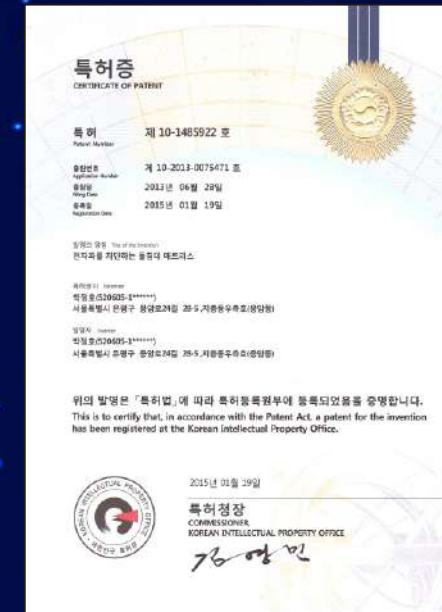 특허증
CERTIFICATE OF PATENT
특 허 제 10-1485922 호
Patent Number
출원번호 제 10-2013-0075471 호
Application Number
출원일 2013년 06월 28일
Filing Date
등록일 2015년 01월 19일
Registration Date
발명의 명칭 Title of the Invention
전자파를 차단하는 돌침대 매트리스
특허권자
(520605-1******)
서울특별시 은평구
발명자 Inventor
(520605-1******)
서울특별시 은평구
위의 발명은 「특허법」에 따라 특허등록원부에 등록되었음을 증명합니다.
This is to certify that, in accordance with the Patent Act, a patent for the invention
has been registered at the Korean Intellectual Property Office.
2015년 01월 19일
특허청장
COMMISSIONER,
KOREAN INTELLECTUAL PROPERTY OFFICE
KOREAN INTELLECTUAL PROPERTY OFFICE